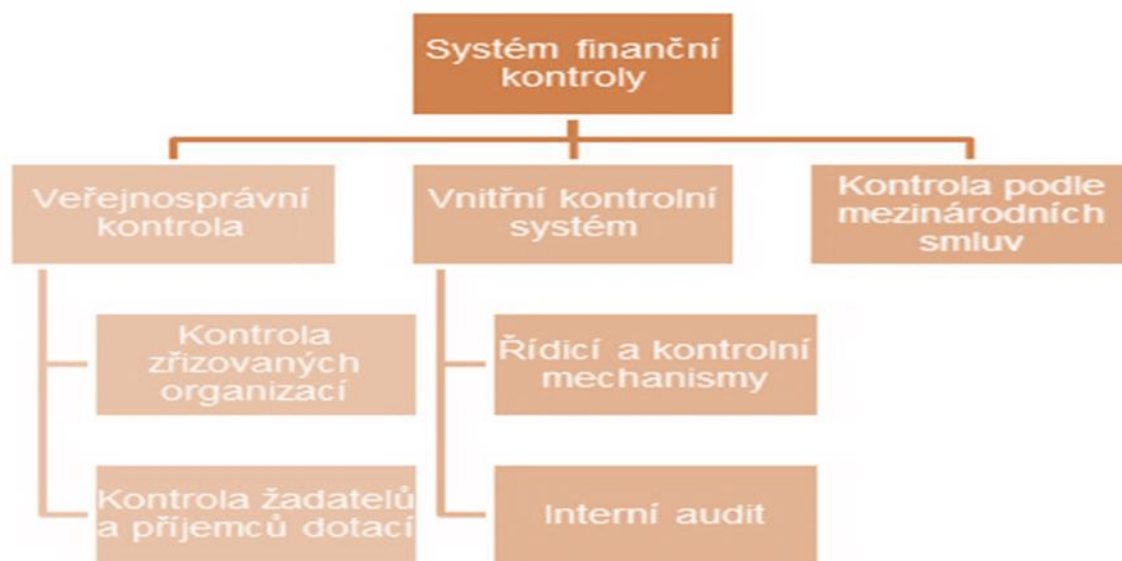 Systém finanční
kontroly
Veřejnosprávní
kontrola
Vnitřní kontrolní
systém
Kontrola podle
mezinárodních
smluv
Kontrola
zřizovaných
organizací
Řídicí a kontrolní
mechanismy
Kontrola žadatelů
a příjemců dotací
Interní audit